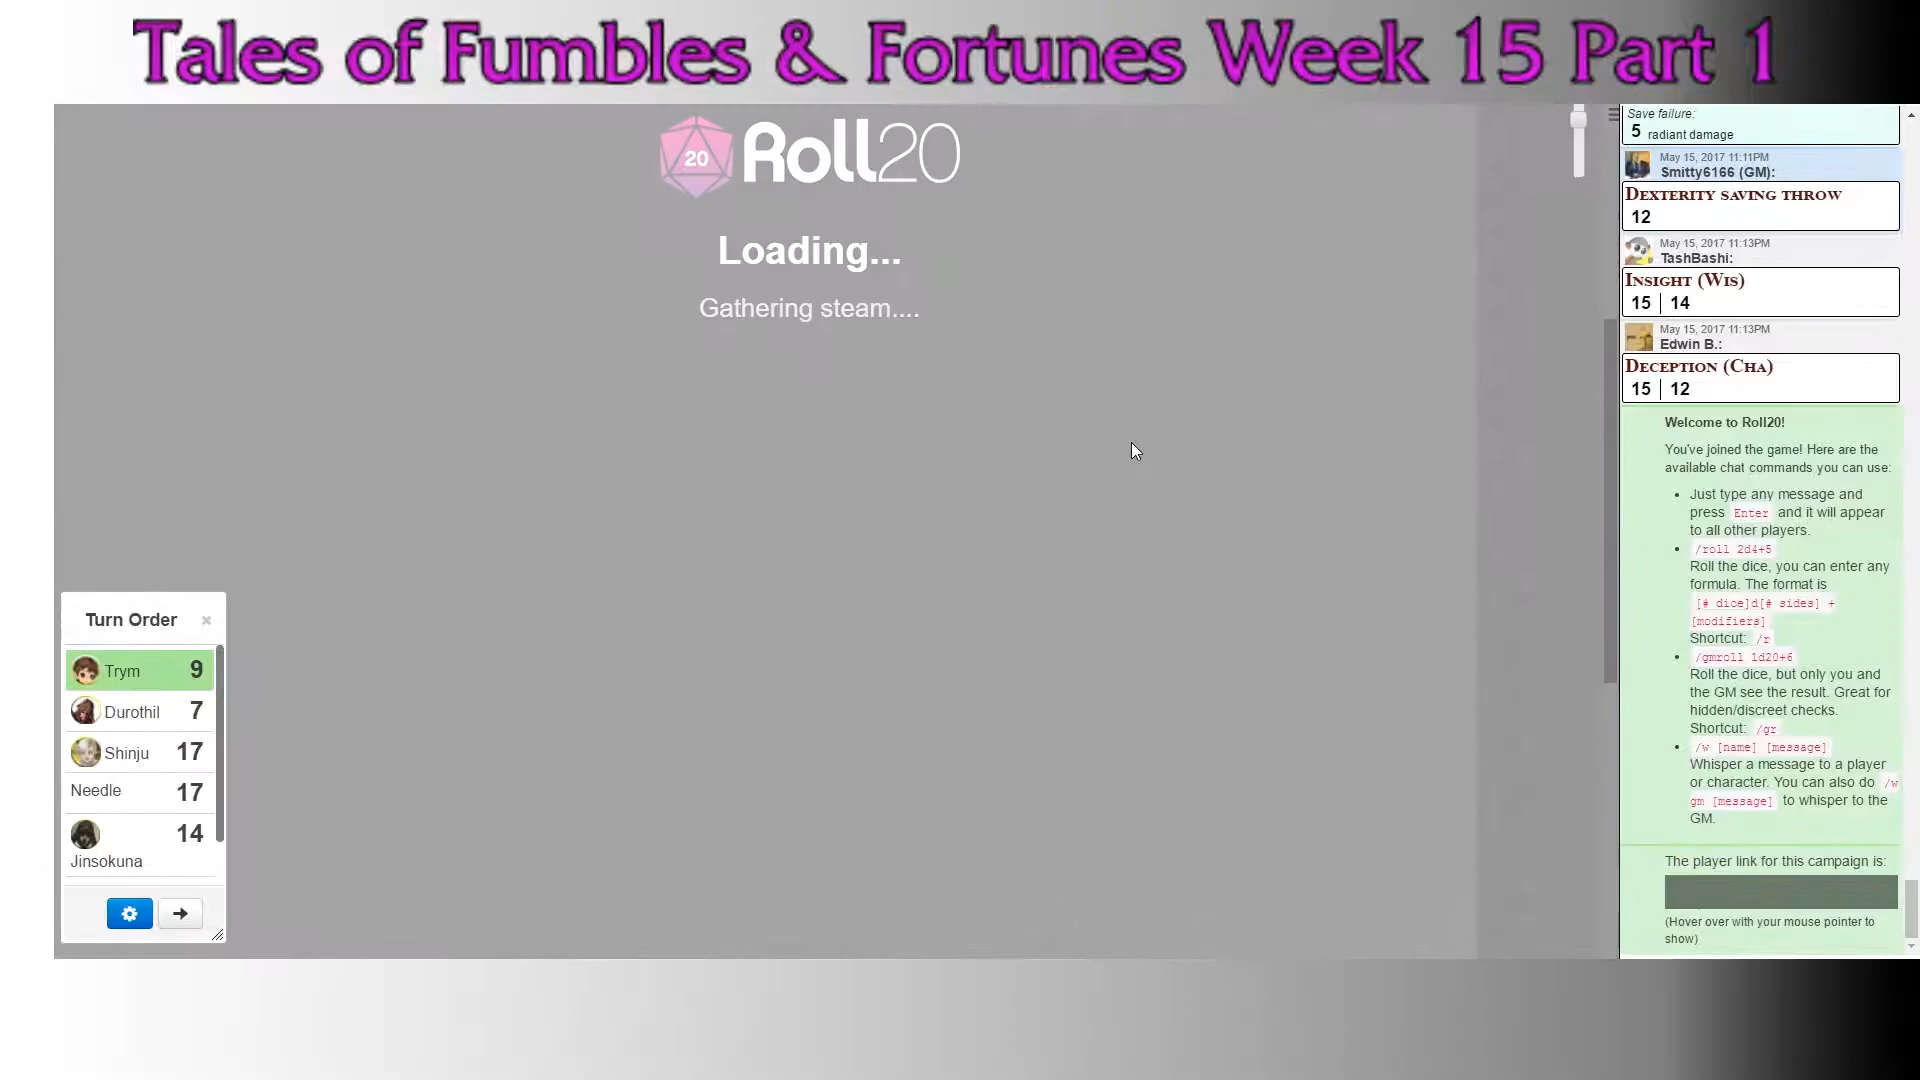 Tales of Fumbles & Fortunes Week 15 Part 1
20 Roll20
Loading...
Gathering steam....
Turn Order ×
Trym 9
Durothil 7
Shinju 17
Needle 17
14
Jinsokuna
Save failure:
5 radiant damage
May 15, 2017 11:11PM
Smitty6166 (GM):
Dexterity saving throw
12
May 15, 2017 11:13PM
TashBashi:
Insight (Wis)
15 | 14
May 15, 2017 11:13PM
Edwin B.:
Deception (Cha)
15 | 12
Welcome to Roll20!
You've joined the game! Here are the
available chat commands you can use:
• Just type any message and
press Enter and it will appear
to all other players.
• /roll 2d4+5
Roll the dice, you can enter any
formula. The format is
[# dice]d[# sides] +
[modifiers]
Shortcut: /r
• /gmroll 1d20+6
Roll the dice, but only you and
the GM see the result. Great for
hidden/discreet checks.
Shortcut: /gr
• /w [name] [message]
Whisper a message to a player
or character. You can also do /w
gm [message] to whisper to the
GM.
The player link for this campaign is:
(Hover over with your mouse pointer to
show)